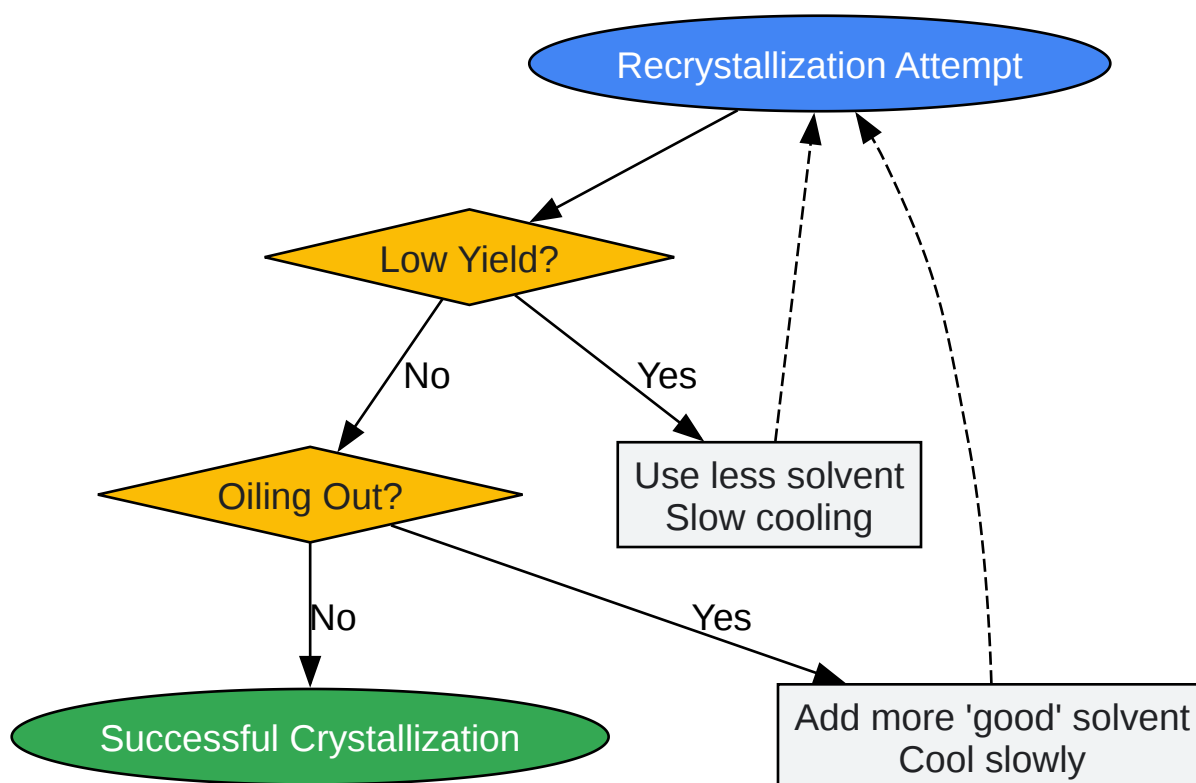 Recrystallization Attempt
Low Yield?
No
Yes
Use less solvent
Slow cooling
Oiling Out?
No
Yes
Successful Crystallization
Add more 'good' solvent
Cool slowly